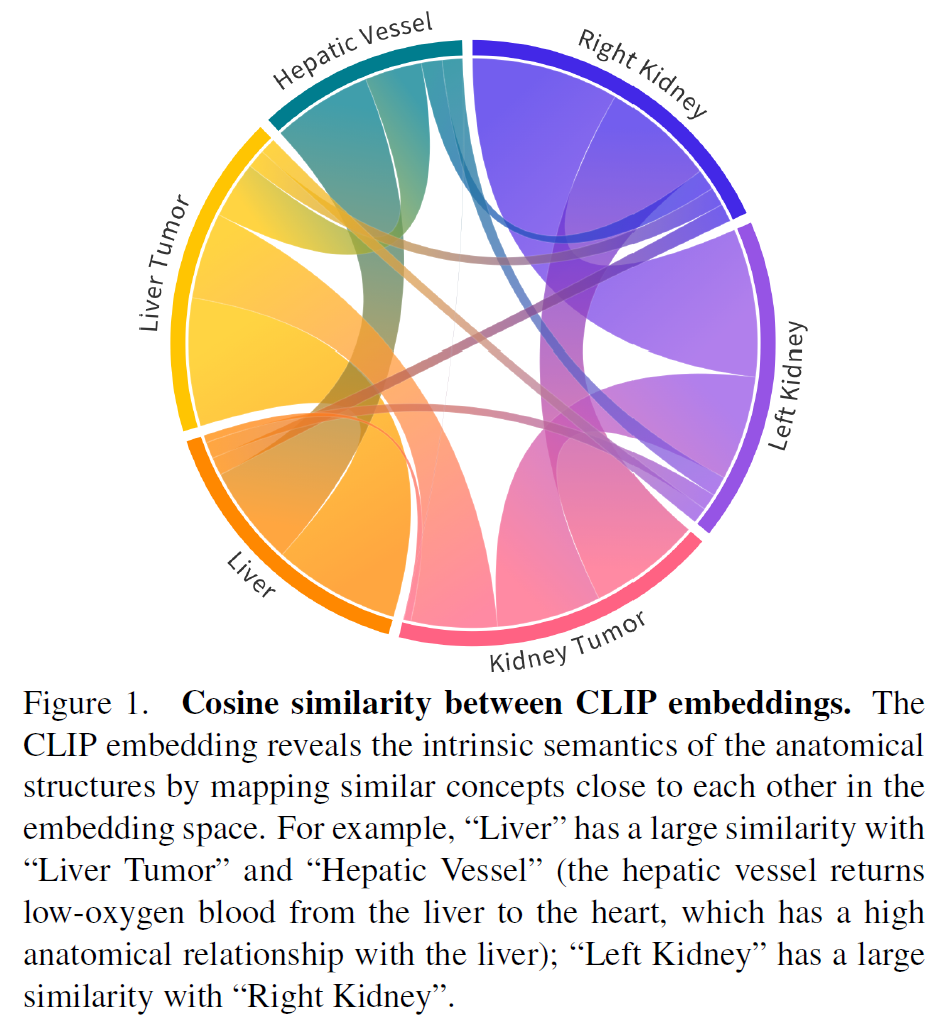 Hepatic Vessel
Right Kidney
Liver Tumor
Left Kidney
Liver
Kidney Tumor
Figure 1. Cosine similarity between CLIP embeddings. The
CLIP embedding reveals the intrinsic semantics of the anatomical
structures by mapping similar concepts close to each other in the
embedding space. For example, “Liver” has a large similarity with
“Liver Tumor” and “Hepatic Vessel” (the hepatic vessel returns
low-oxygen blood from the liver to the heart, which has a high
anatomical relationship with the liver); “Left Kidney” has a large
similarity with “Right Kidney”.